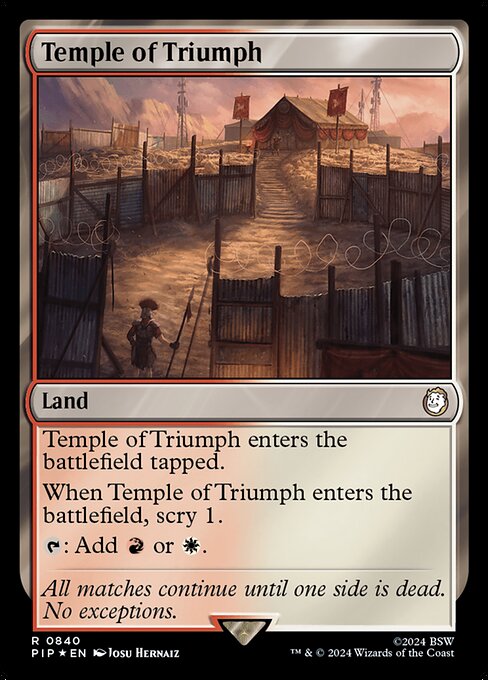 Temple of Triumph
Land
Temple of Triumph enters the
battlefield tapped.
When Temple of Triumph enters the
battlefield, scry 1.
: Add or .
All matches continue until one side is dead.
No exceptions.
R 0840
©2024 BSW
PIP★EN Josu Hernaiz
™ & © 2024 Wizards of the Coast